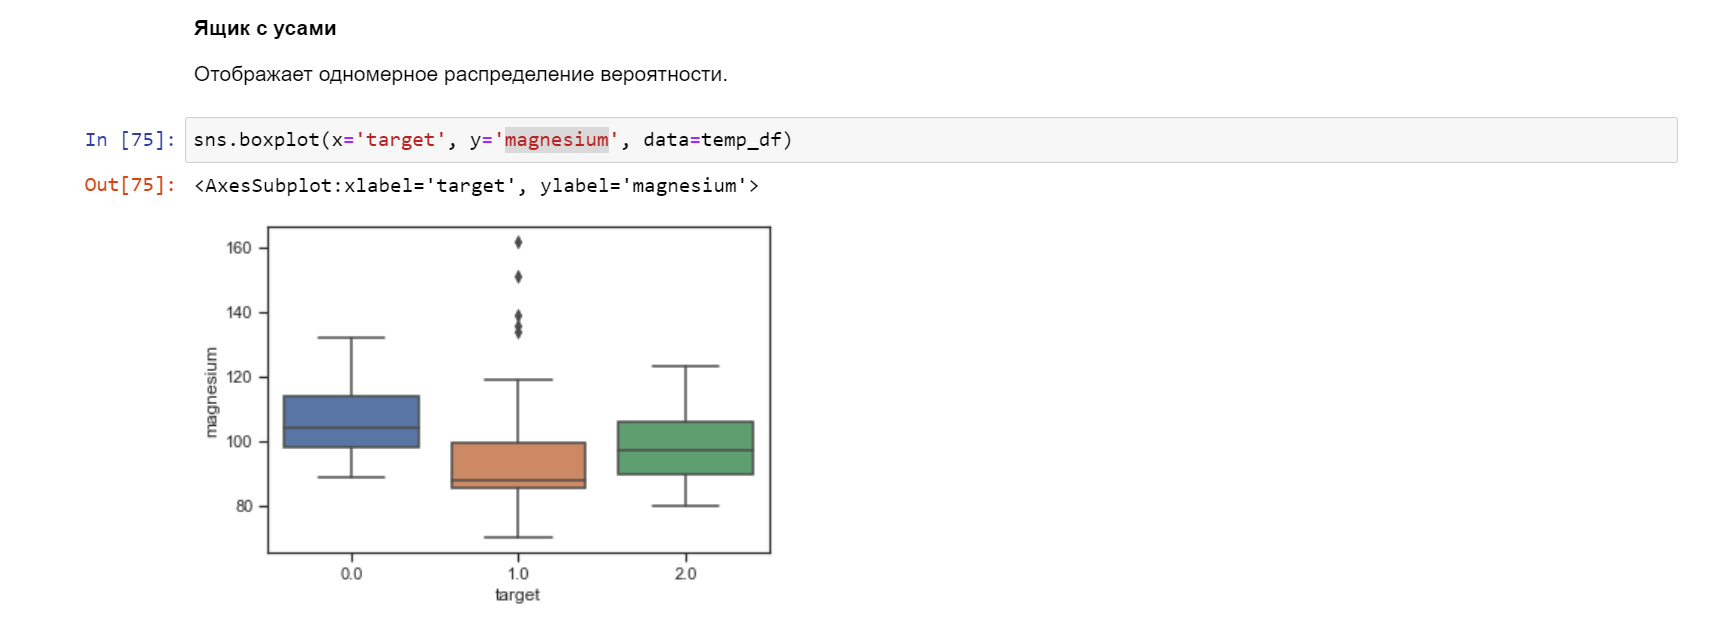 Ящик с усами
Отображает одномерное распределение вероятности.
In [75]: sns.boxplot(x='target', y='magnesium', data=temp_df)
Out[75]: <AxesSubplot:xlabel='target', ylabel='magnesium'>
160
140
120
100
80
magnesium
0.0 1.0 2.0
target